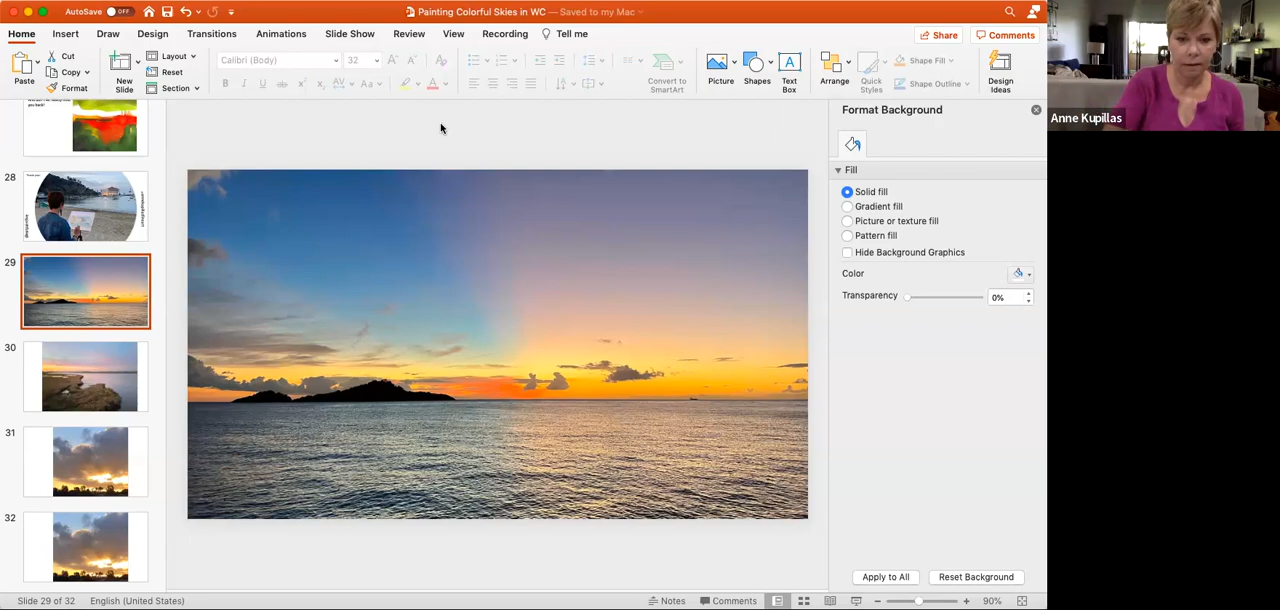 AutoSave OFF
Painting Colorful Skies in WC — Saved to my Mac
Home Insert Draw Design Transitions Animations Slide Show Review View Recording Tell me
Share Comments
Paste
Cut
Copy
Format
New Slide
Layout
Reset
Section
Calibri (Body) 32
Convert to SmartArt
Picture
Shapes
Text Box
Arrange
Quick Styles
Shape Fill
Shape Outline
Design Ideas
Format Background
Fill
Solid fill
Gradient fill
Picture or texture fill
Pattern fill
Hide Background Graphics
Color
Transparency 0%
Apply to All Reset Background
28
29
30
31
32
Slide 29 of 32 English (United States) Notes Comments 90%
Anne Kupillas